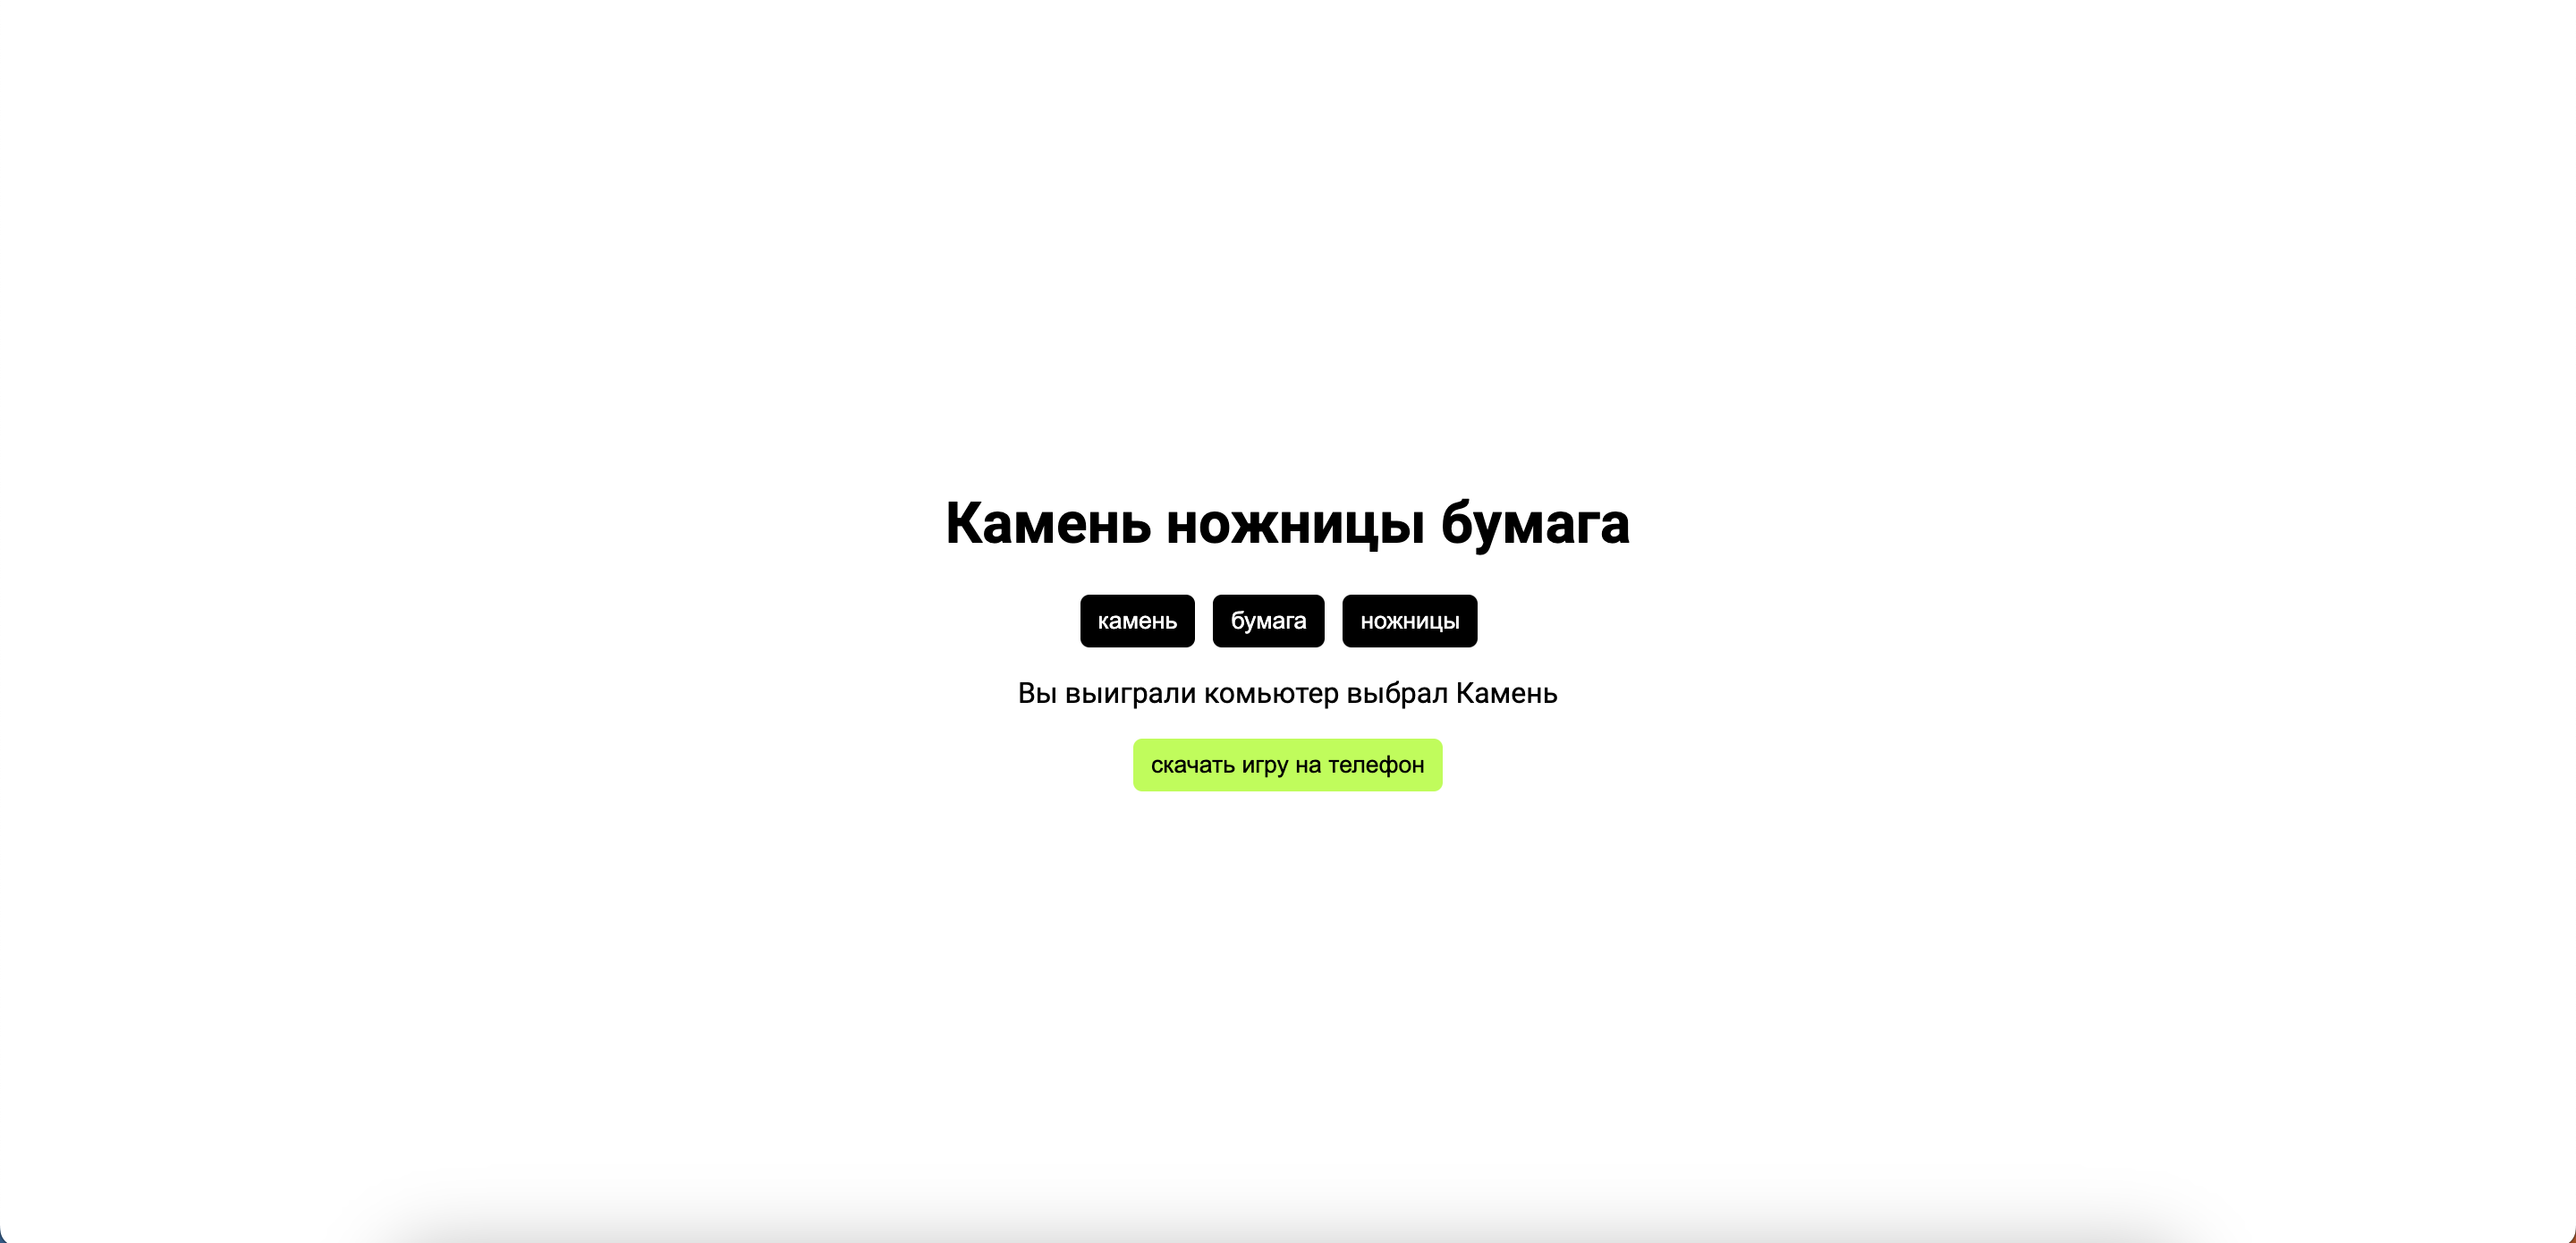 Камень ножницы бумага
камень бумага ножницы
Вы выиграли комьютер выбрал Камень
скачать игру на телефон